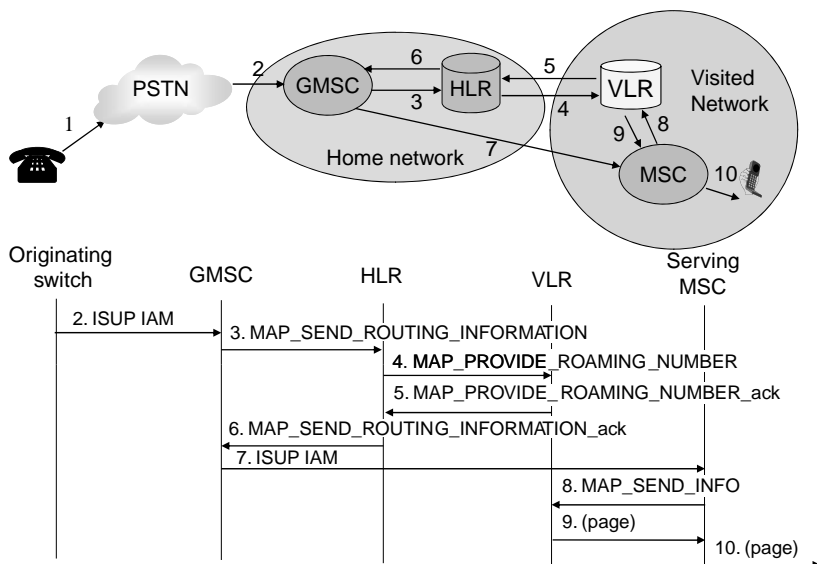 PSTN
1
2
GMSC
6
3
HLR
5
4
VLR
Visited
Network
9
8
7
Home network
MSC
10
Originating
switch
GMSC
HLR
VLR
Serving
MSC
2. ISUP IAM
3. MAP_SEND_ROUTING_INFORMATION
4. MAP_PROVIDE_ROAMING_NUMBER
5. MAP_PROVIDE_ROAMING_NUMBER_ack
6. MAP_SEND_ROUTING_INFORMATION_ack
7. ISUP IAM
8. MAP_SEND_INFO
9. (page)
10. (page)